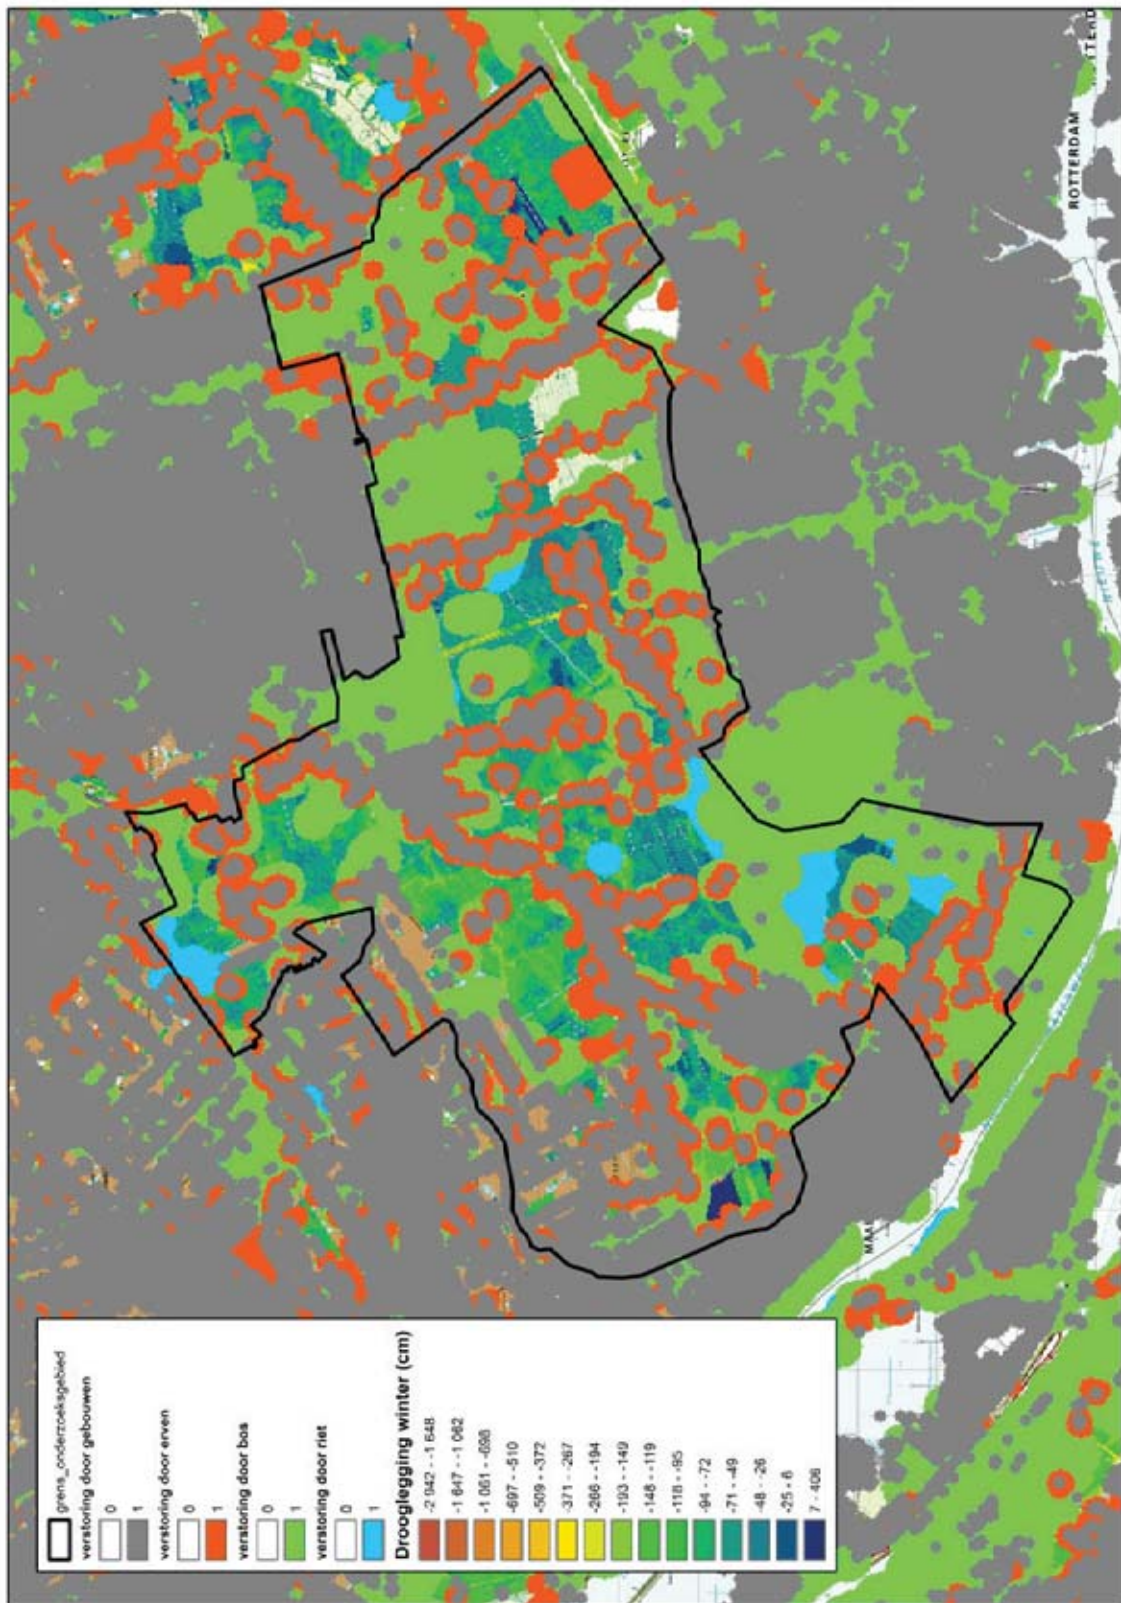 grens_onderzoeksgebied
verstoring door gebouwen
0
1
verstoring door erven
0
1
verstoring door bos
0
1
verstoring door riet
0
1
Drooglegging winter (cm)
-2 942 - -1 648
-1 647 - -1 062
-1 061 - -698
-697 - -510
-509 - -372
-371 - -267
-266 - -194
-193 - -149
-148 - -119
-118 - -95
-94 - -72
-71 - -49
-48 - -26
-25 - 6
7 - 406
ROTTERDAM
NIEUWE